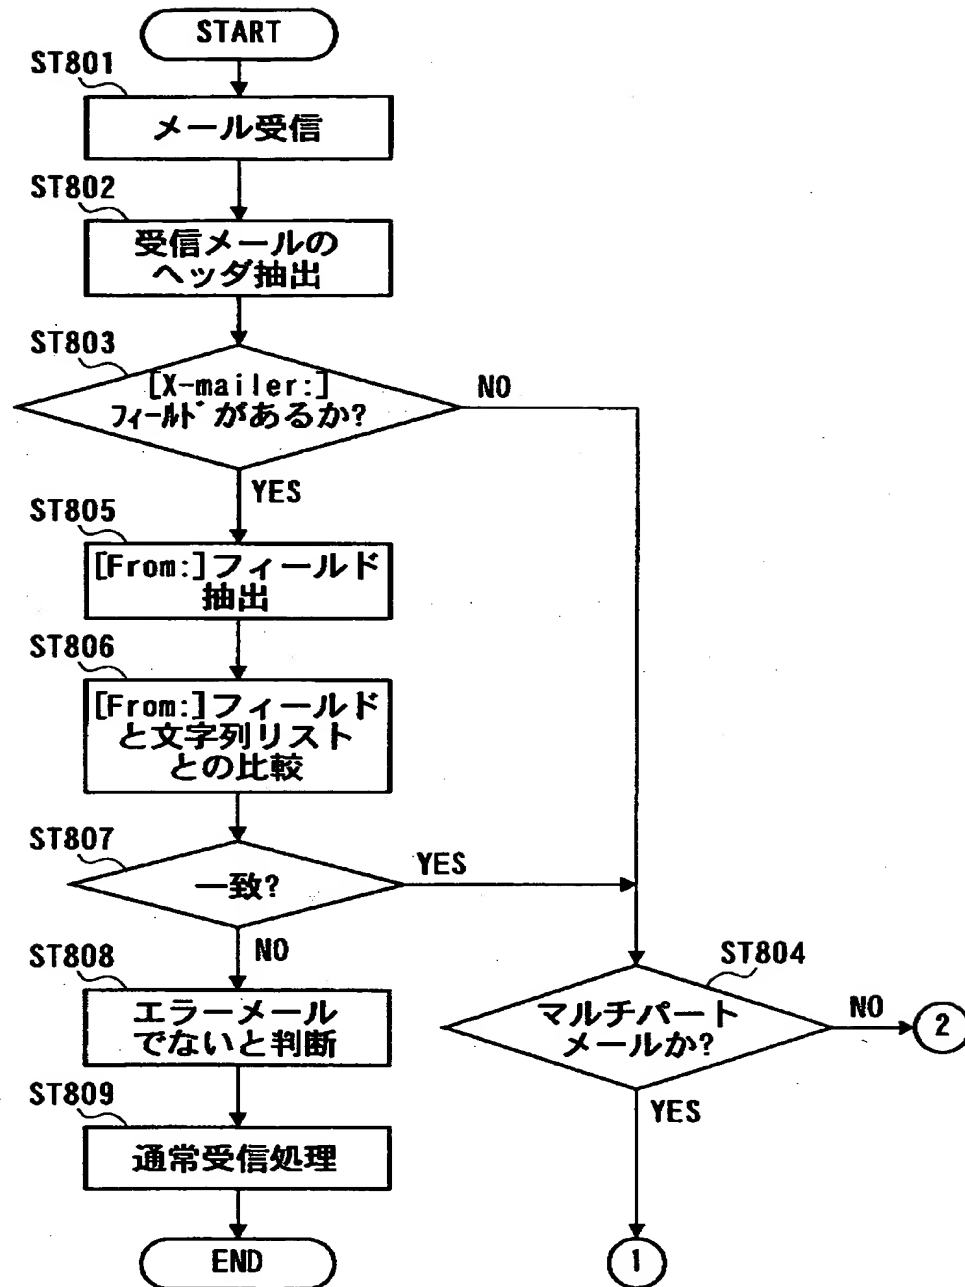 START
ST801
メール受信
ST802
受信メールの
ヘッダ抽出
ST803
[X-mailer:]
フィールドがあるか?
NO
YES
ST805
[From:]フィールド
抽出
ST806
[From:]フィールド
と文字列リスト
との比較
ST807
一致?
YES
NO
ST808
エラーメール
でないと判断
ST809
通常受信処理
END
ST804
マルチパート
メールか?
NO
2
YES
1